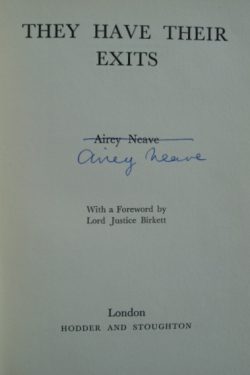 THEY HAVE THEIR
EXITS
Airey Neave
Airey Neave
With a Foreword by
Lord Justice Birkett
London
HODDER AND STOUGHTON